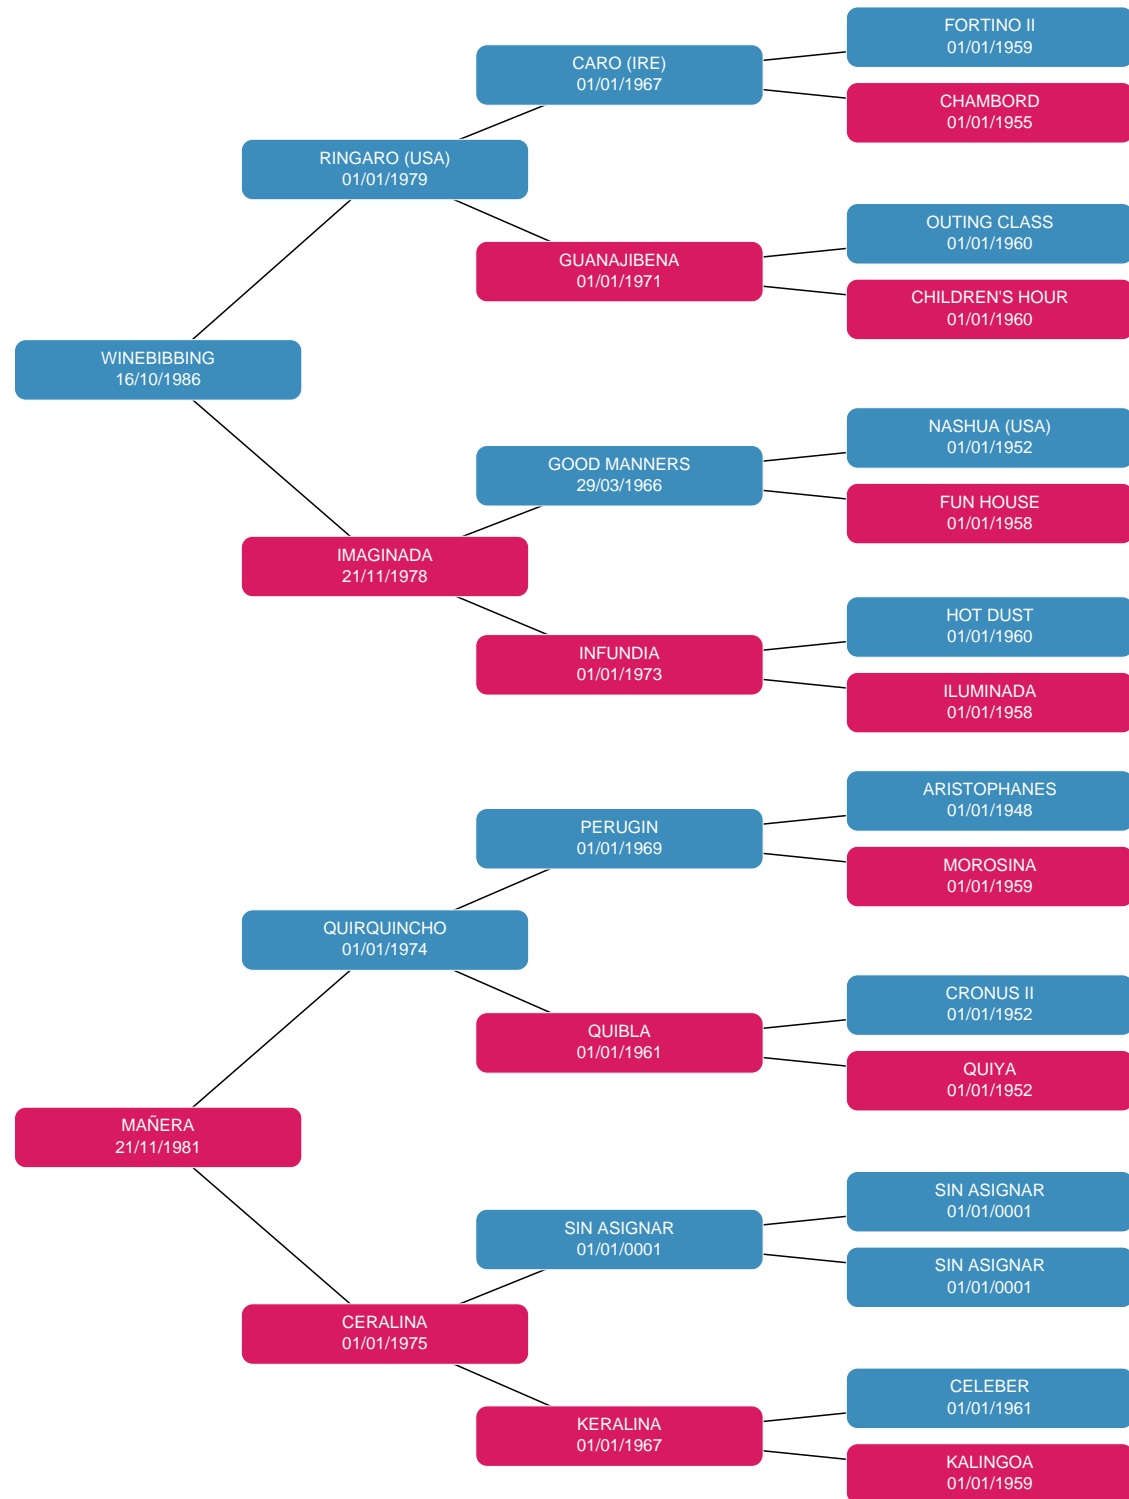 FORTINO II
01/01/1959
CARO (IRE)
01/01/1967
CHAMBORD
01/01/1955
RINGARO (USA)
01/01/1979
OUTING CLASS
01/01/1960
GUANAJIBENA
01/01/1971
CHILDREN'S HOUR
01/01/1960
WINEBIBBING
16/10/1986
NASHUA (USA)
01/01/1952
GOOD MANNERS
29/03/1966
FUN HOUSE
01/01/1958
IMAGINADA
21/11/1978
HOT DUST
01/01/1960
INFUNDIA
01/01/1973
ILUMINADA
01/01/1958
ARISTOPHANES
01/01/1948
PERUGIN
01/01/1969
MOROSINA
01/01/1959
QUIRQUINCHO
01/01/1974
CRONUS II
01/01/1952
QUIBLA
01/01/1961
QUIYA
01/01/1952
MAÑERA
21/11/1981
SIN ASIGNAR
01/01/0001
SIN ASIGNAR
01/01/0001
SIN ASIGNAR
01/01/0001
CERALINA
01/01/1975
CELEBER
01/01/1961
KERALINA
01/01/1967
KALINGOA
01/01/1959